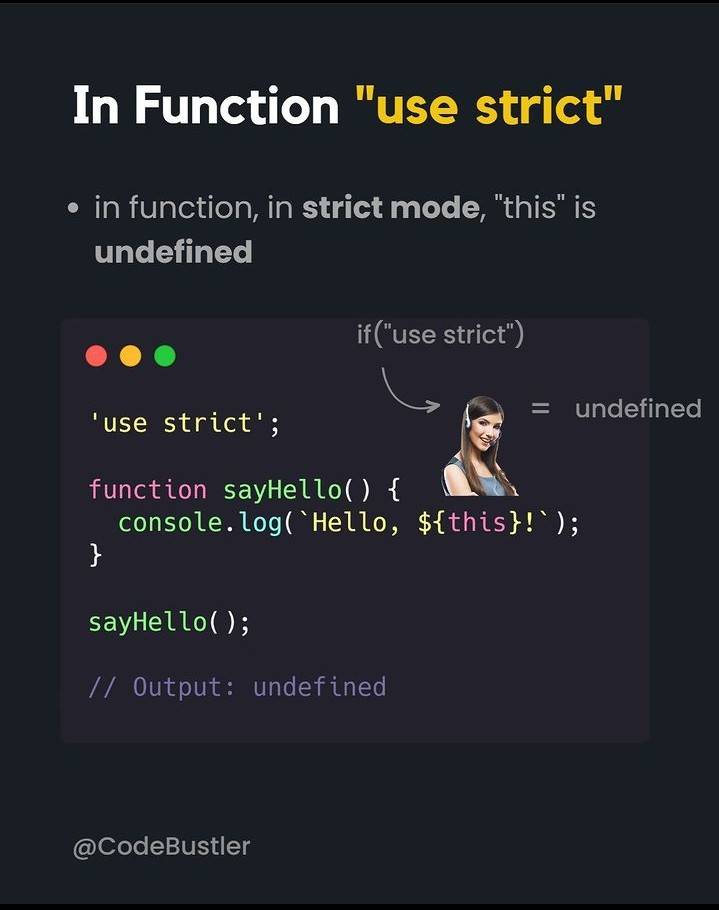 In Function "use strict"
• in function, in strict mode, "this" is
undefined
if("use strict")
= undefined
'use strict';
function sayHello() {
  console.log(`Hello, ${this}!`);
}
sayHello();
// Output: undefined
@CodeBustler